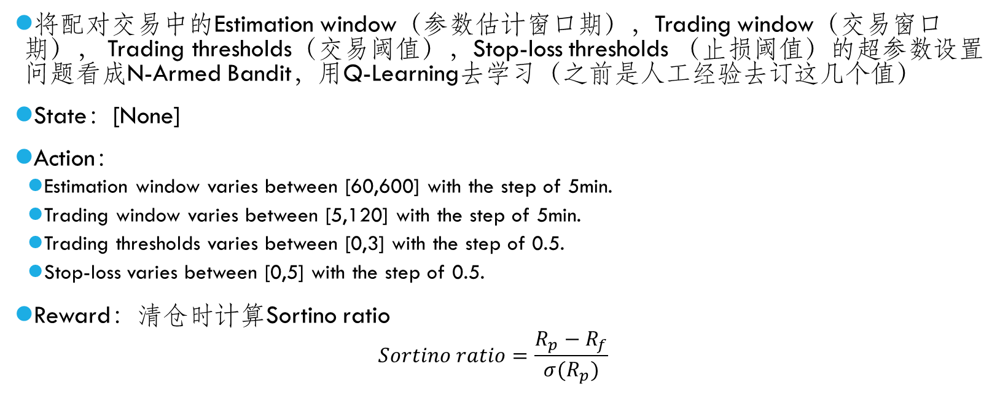 ●将配对交易中的Estimation window（参数估计窗口期），Trading window（交易窗口
期），Trading thresholds（交易阈值），Stop-loss thresholds （止损阈值）的超参数设置
问题看成N-Armed Bandit，用Q-Learning去学习（之前是人工经验去订这几个值）
●State：[None]
●Action：
●Estimation window varies between [60,600] with the step of 5min.
●Trading window varies between [5,120] with the step of 5min.
●Trading thresholds varies between [0,3] with the step of 0.5.
●Stop-loss varies between [0,5] with the step of 0.5.
●Reward：清仓时计算Sortino ratio
Sortino ratio = \frac{R_p − R_f}{σ(R_p)}